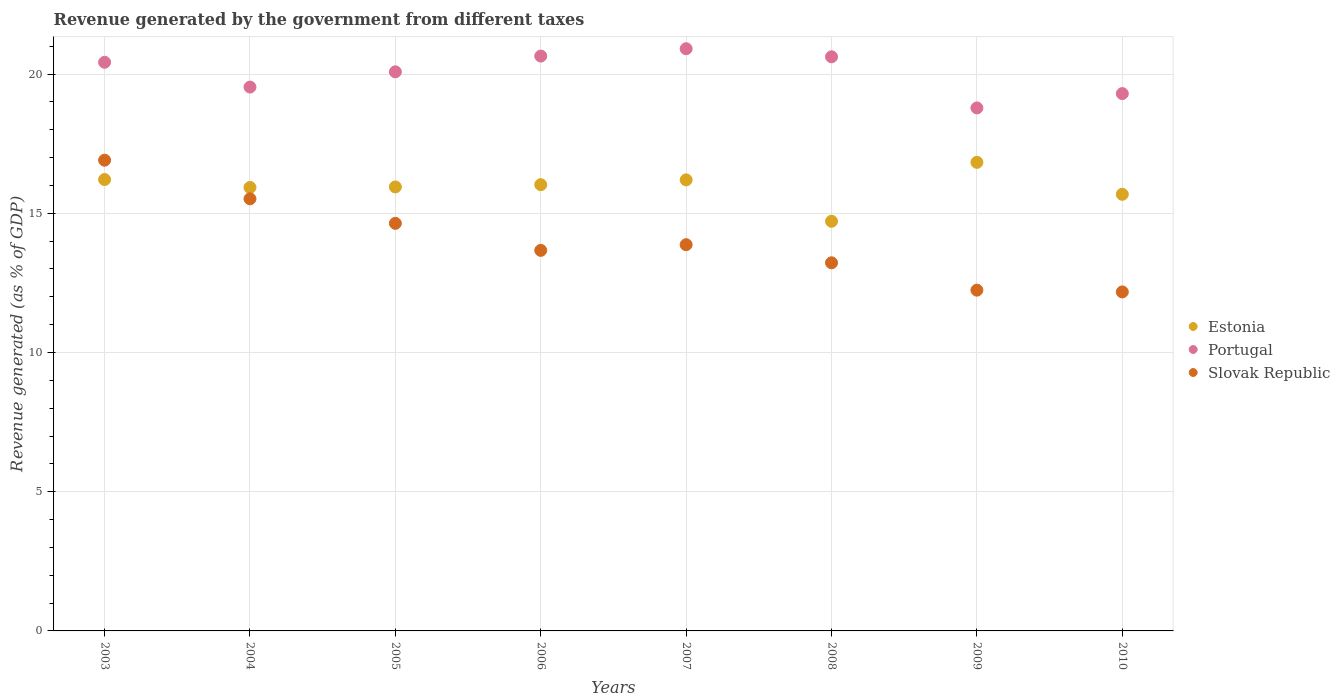 Revenue generated by the government from different taxes
Revenue generated (as % of GDP)
20
15
10
5
0
2003
2004
2005
2006
2007
2008
2009
2010
Years
Estonia
Portugal
Slovak Republic